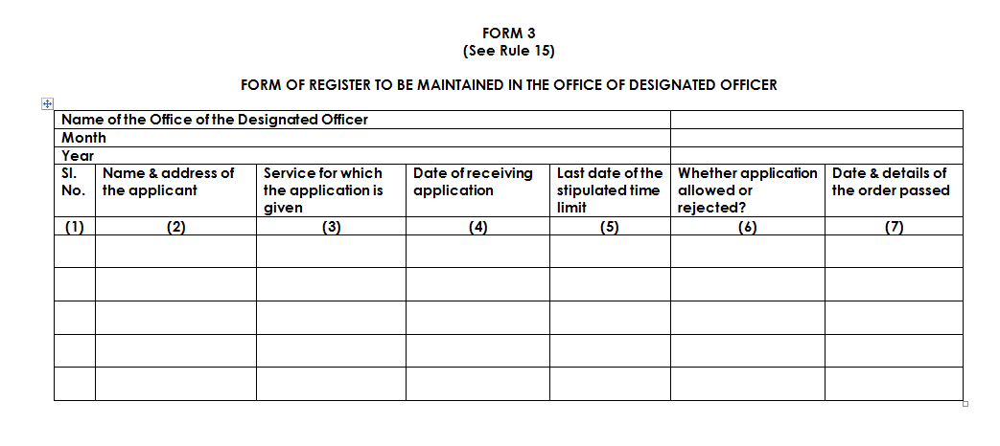 FORM 3
(See Rule 15)
FORM OF REGISTER TO BE MAINTAINED IN THE OFFICE OF DESIGNATED OFFICER
Name of the Office of the Designated Officer
Month
Year
Sl. No.
Name & address of the applicant
Service for which the application is given
Date of receiving application
Last date of the stipulated time limit
Whether application allowed or rejected?
Date & details of the order passed
(1) (2) (3) (4) (5) (6) (7)